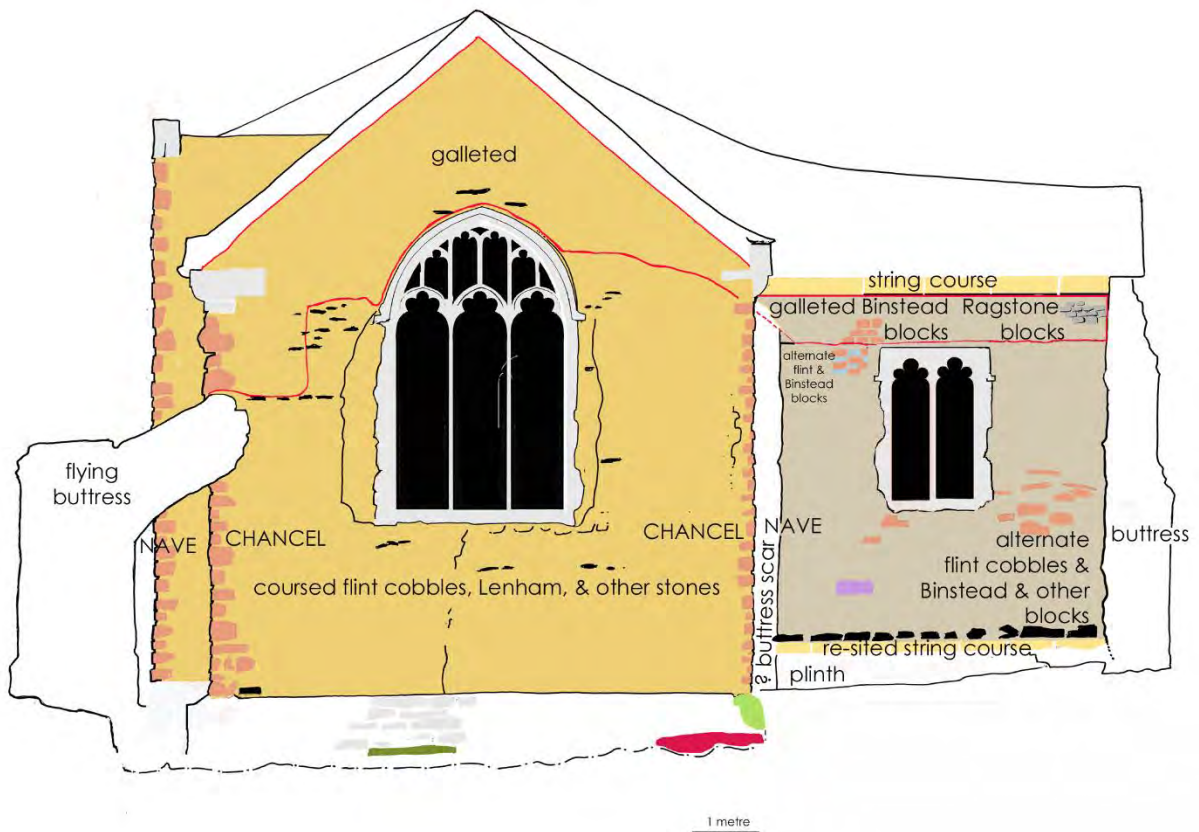 galleted
string course
galleted Binstead
blocks
Ragstone
blocks
alternate
flint &
Binstead
blocks
flying
buttress
NAVE
CHANCEL
CHANCEL
NAVE
coursed flint cobbles, Lenham, & other stones
? buttress scar
alternate
flint cobbles &
Binstead & other
blocks
buttress
re-sited string course
plinth
1 metre